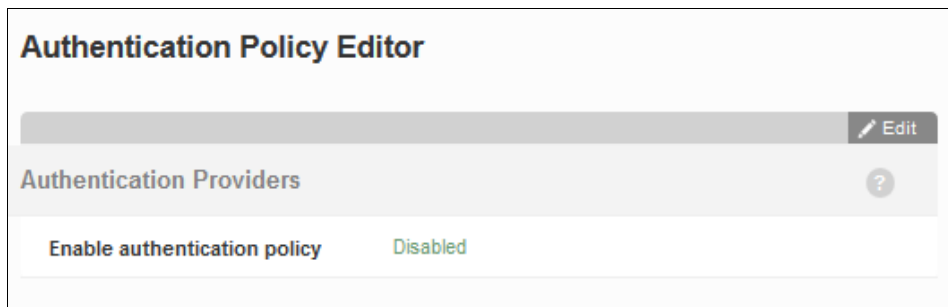 Authentication Policy Editor
Edit
Authentication Providers
?
Enable authentication policy Disabled